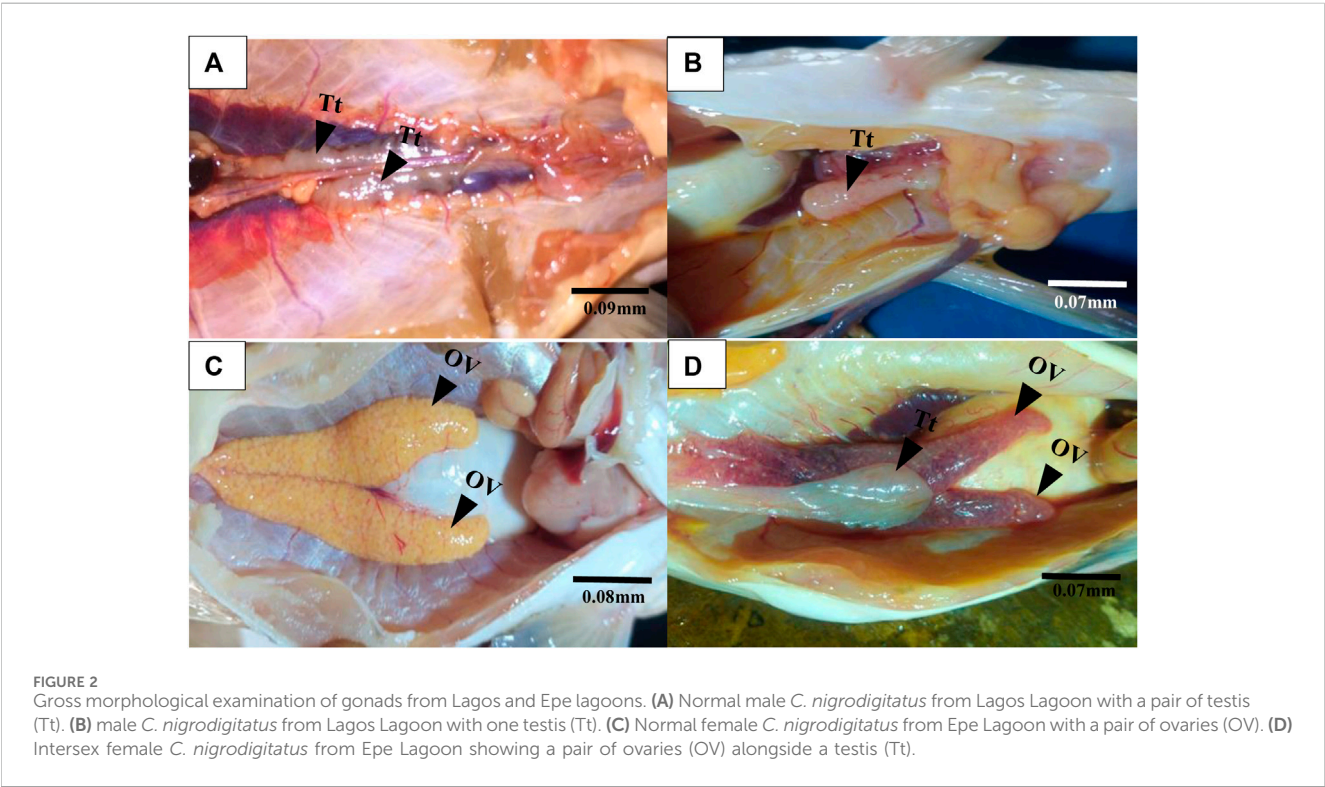 A
Tt
Tt
0.09mm
B
Tt
0.07mm
C
OV
OV
0.08mm
D
OV
Tt
OV
0.07mm
FIGURE 2
Gross morphological examination of gonads from Lagos and Epe lagoons. (A) Normal male C. nigrodigitatus from Lagos Lagoon with a pair of testis
(Tt). (B) male C. nigrodigitatus from Lagos Lagoon with one testis (Tt). (C) Normal female C. nigrodigitatus from Epe Lagoon with a pair of ovaries (OV). (D)
Intersex female C. nigrodigitatus from Epe Lagoon showing a pair of ovaries (OV) alongside a testis (Tt).